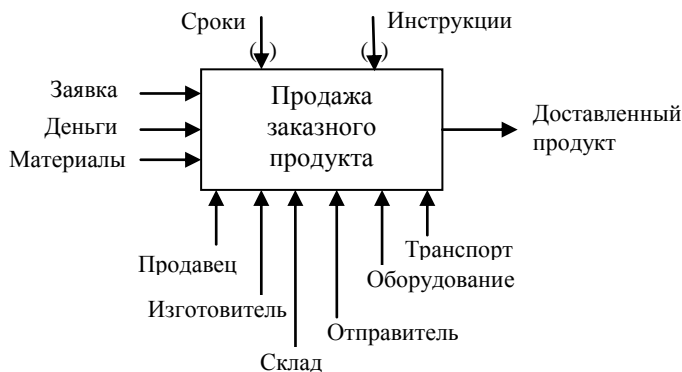 Сроки
Инструкции
( )
( )
Заявка
Деньги
Материалы
Продажа
заказного
продукта
Доставленный
продукт
Продавец
Изготовитель
Склад
Отправитель
Оборудование
Транспорт